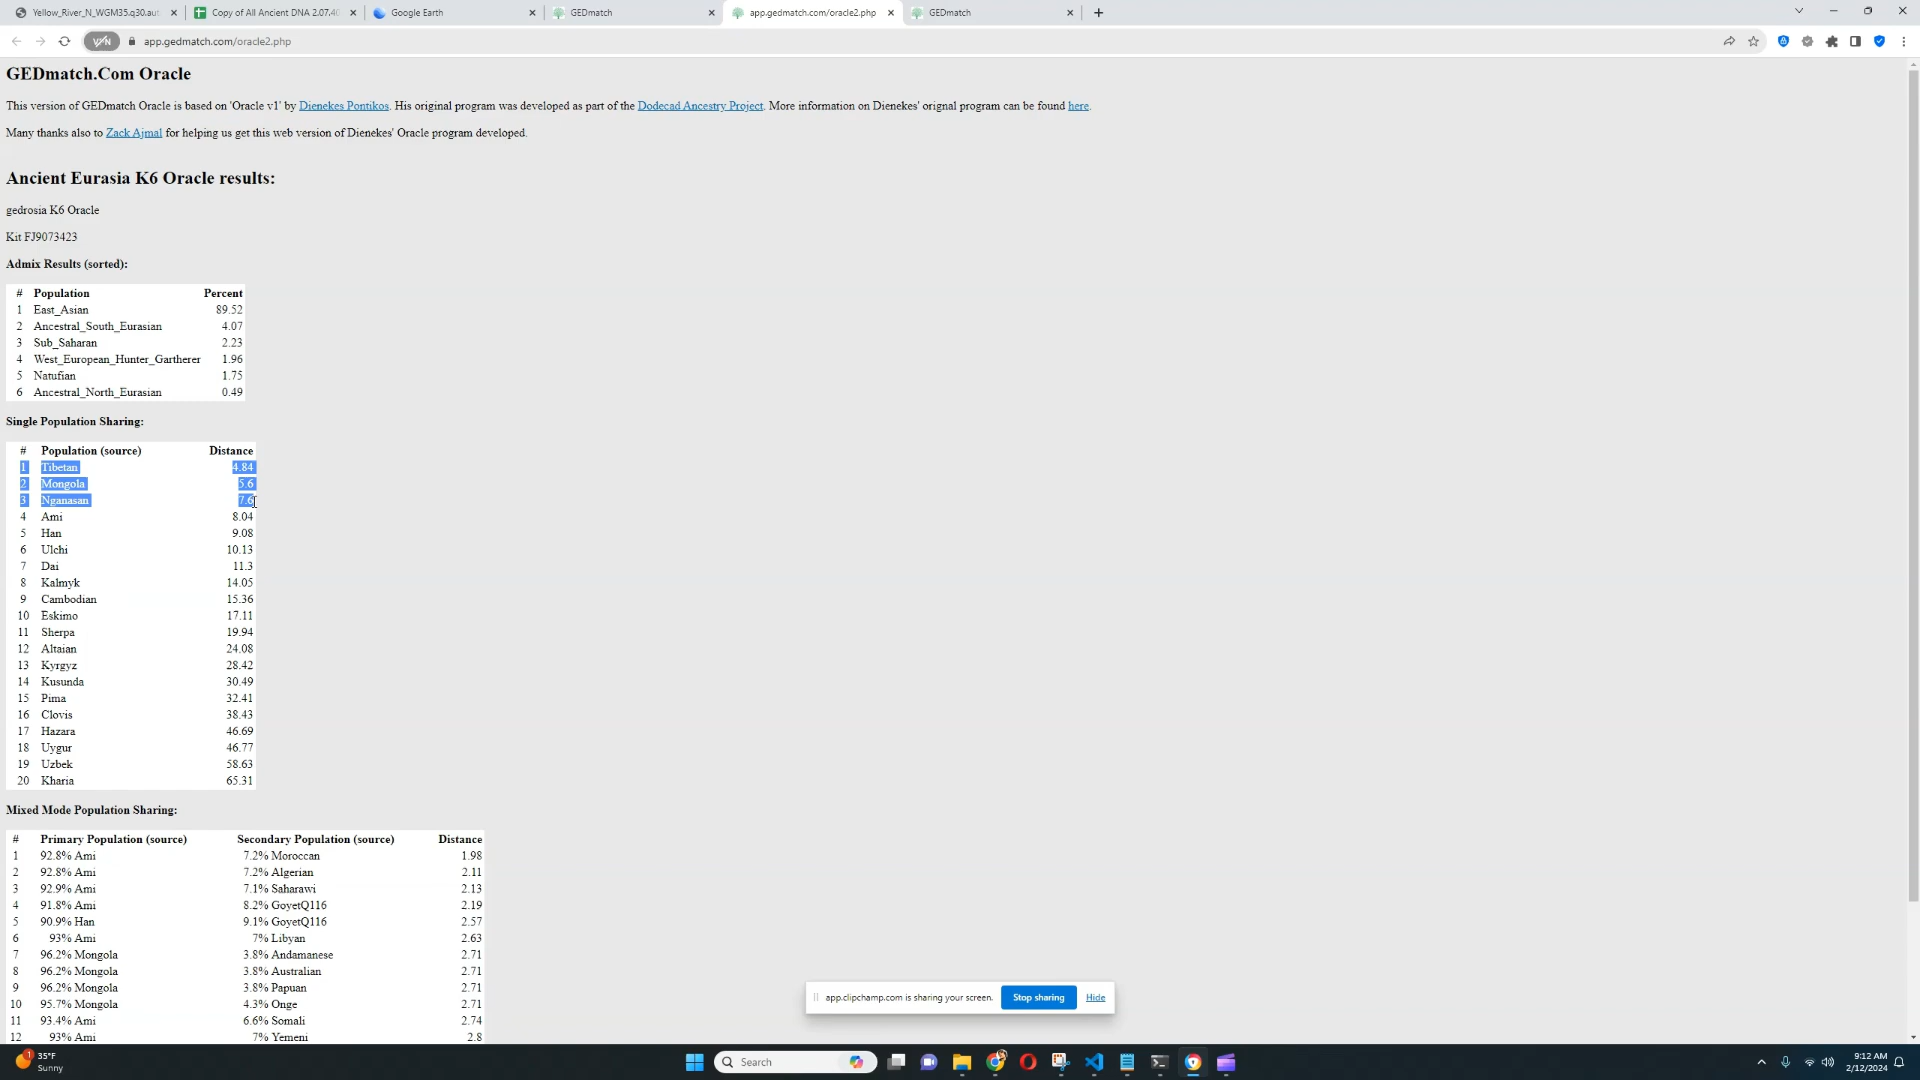 Yellow_River_N_WGM35.q30.aut
Copy of All Ancient DNA 2.07.40
Google Earth
GEDmatch
app.gedmatch.com/oracle2.php
GEDmatch
app.gedmatch.com/oracle2.php
GEDmatch.Com Oracle
This version of GEDmatch Oracle is based on 'Oracle v1' by Dienekes Pontikos. His original program was developed as part of the Dodecad Ancestry Project. More information on Dienekes' orignal program can be found here.
Many thanks also to Zack Ajmal for helping us get this web version of Dienekes' Oracle program developed.
Ancient Eurasia K6 Oracle results:
gedrosia K6 Oracle
Kit FJ9073423
Admix Results (sorted):
# Population Percent
1 East_Asian 89.52
2 Ancestral_South_Eurasian 4.07
3 Sub_Saharan 2.23
4 West_European_Hunter_Gartherer 1.96
5 Natufian 1.75
6 Ancestral_North_Eurasian 0.49
Single Population Sharing:
# Population (source) Distance
1 Tibetan 4.84
2 Mongola 5.6
3 Nganasan 7.6
4 Ami 8.04
5 Han 9.08
6 Ulchi 10.13
7 Dai 11.3
8 Kalmyk 14.05
9 Cambodian 15.36
10 Eskimo 17.11
11 Sherpa 19.94
12 Altaian 24.08
13 Kyrgyz 28.42
14 Kusunda 30.49
15 Pima 32.41
16 Clovis 38.43
17 Hazara 46.69
18 Uygur 46.77
19 Uzbek 58.63
20 Kharia 65.31
Mixed Mode Population Sharing:
# Primary Population (source) Secondary Population (source) Distance
1 92.8% Ami 7.2% Moroccan 1.98
2 92.8% Ami 7.2% Algerian 2.11
3 92.9% Ami 7.1% Saharawi 2.13
4 91.8% Ami 8.2% GoyetQ116 2.19
5 90.9% Han 9.1% GoyetQ116 2.57
6 93% Ami 7% Libyan 2.63
7 96.2% Mongola 3.8% Andamanese 2.71
8 96.2% Mongola 3.8% Australian 2.71
9 96.2% Mongola 3.8% Papuan 2.71
10 95.7% Mongola 4.3% Onge 2.71
11 93.4% Ami 6.6% Somali 2.74
12 93% Ami 7% Yemeni 2.8
app.clipchamp.com is sharing your screen. Stop sharing Hide
1
35°F
Sunny
Search
9:12 AM
2/12/2024